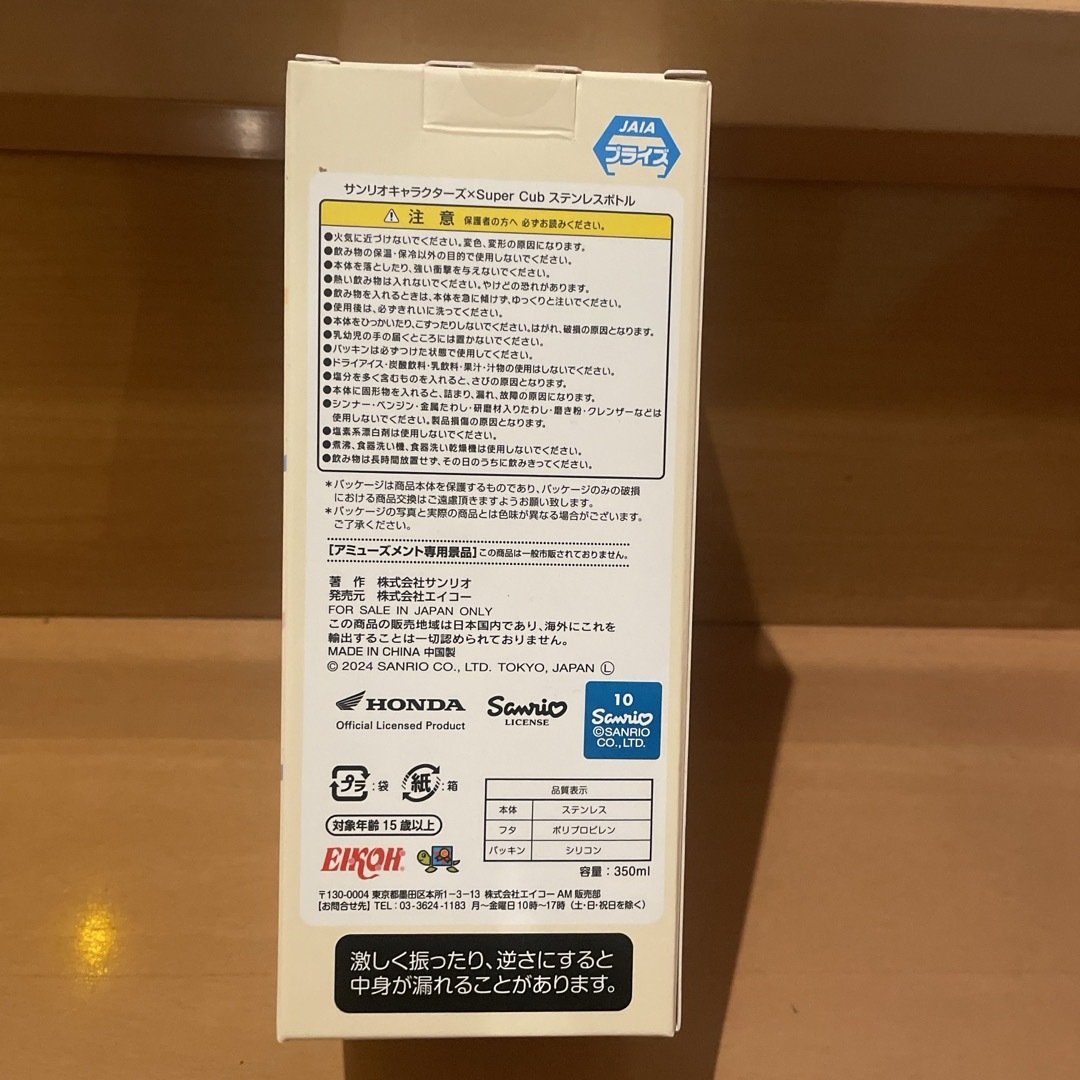 JAIA
プライズ
サンリオキャラクターズ×Super Cub ステンレスボトル
⚠ 注 意 保護者の方へ 必ずお読みください。
●火気に近づけないでください。変色、変形の原因になります。
●飲み物の保温・保冷以外の目的で使用しないでください。
●本体を落としたり、強い衝撃を与えないでください。
●熱い飲み物は入れないでください。やけどの恐れがあります。
●飲み物を入れるときは、本体を急に傾けず、ゆっくりと注いでください。
●使用後は、必ずきれいに洗ってください。
●本体をひっかいたり、こすったりしないでください。はがれ、破損の原因となります。
●乳幼児の手の届くところには置かないでください。
●パッキンは必ずつけた状態で使用してください。
●ドライアイス・炭酸飲料・乳飲料・果汁・汁物の使用はしないでください。
●塩分を多く含むものを入れると、さびの原因となります。
●本体に固形物を入れると、詰まり、漏れ、故障の原因になります。
●シンナー・ベンジン・金属たわし・研磨材入りたわし・磨き粉・クレンザーなどは
使用しないでください。製品損傷の原因となります。
●塩素系漂白剤は使用しないでください。
●煮沸、食器洗い機、食器洗い乾燥機は使用しないでください。
●飲み物は長時間放置せず、その日のうちに飲みきってください。
＊パッケージは商品本体を保護するものであり、パッケージのみの破損
における商品交換はご遠慮頂きますようお願い致します。
＊パッケージの写真と実際の商品とは色味が異なる場合がございます。
ご了承ください。
【アミューズメント専用景品】この商品は一般市販されておりません。
著 作 株式会社サンリオ
発売元 株式会社エイコー
FOR SALE IN JAPAN ONLY
この商品の販売地域は日本国内であり、海外にこれを
輸出することは一切認められておりません。
MADE IN CHINA 中国製
© 2024 SANRIO CO., LTD. TOKYO, JAPAN Ⓛ
HONDA
Official Licensed Product
Sanrio
LICENSE
10
Sanrio
©SANRIO
CO., LTD.
プラ：袋 紙：箱
対象年齢 15 歳以上
EIKOH
品質表示
本体 ステンレス
フタ ポリプロピレン
パッキン シリコン
容量：350ml
〒130-0004 東京都墨田区本所1-3-13 株式会社エイコー AM 販売部
【お問合せ先】 TEL：03-3624-1183 月～金曜日10時～17時（土・日・祝日を除く）
激しく振ったり、逆さにすると
中身が漏れることがあります。